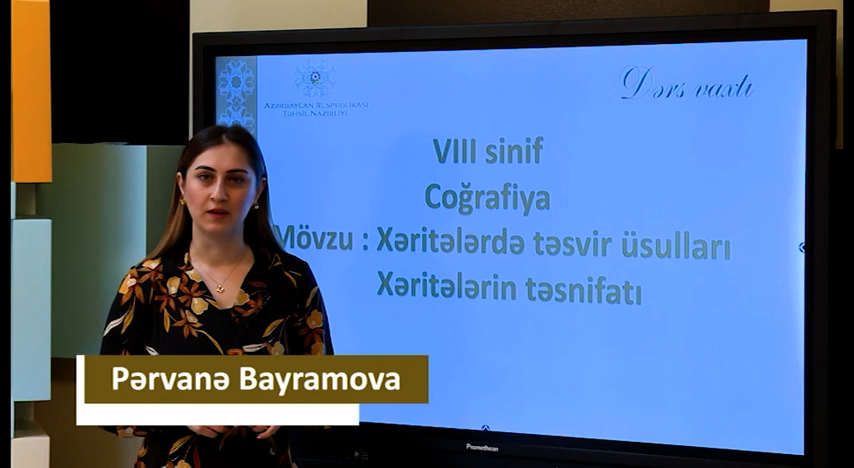 Dərs vaxtı
AZƏRBAYCAN RESPUBLİKASI
TƏHSİL NAZİRLİYİ
VIII sinif
Coğrafiya
Mövzu : Xəritələrdə təsvir üsulları
Xəritələrin təsnifatı
Pərvanə Bayramova
Promethean